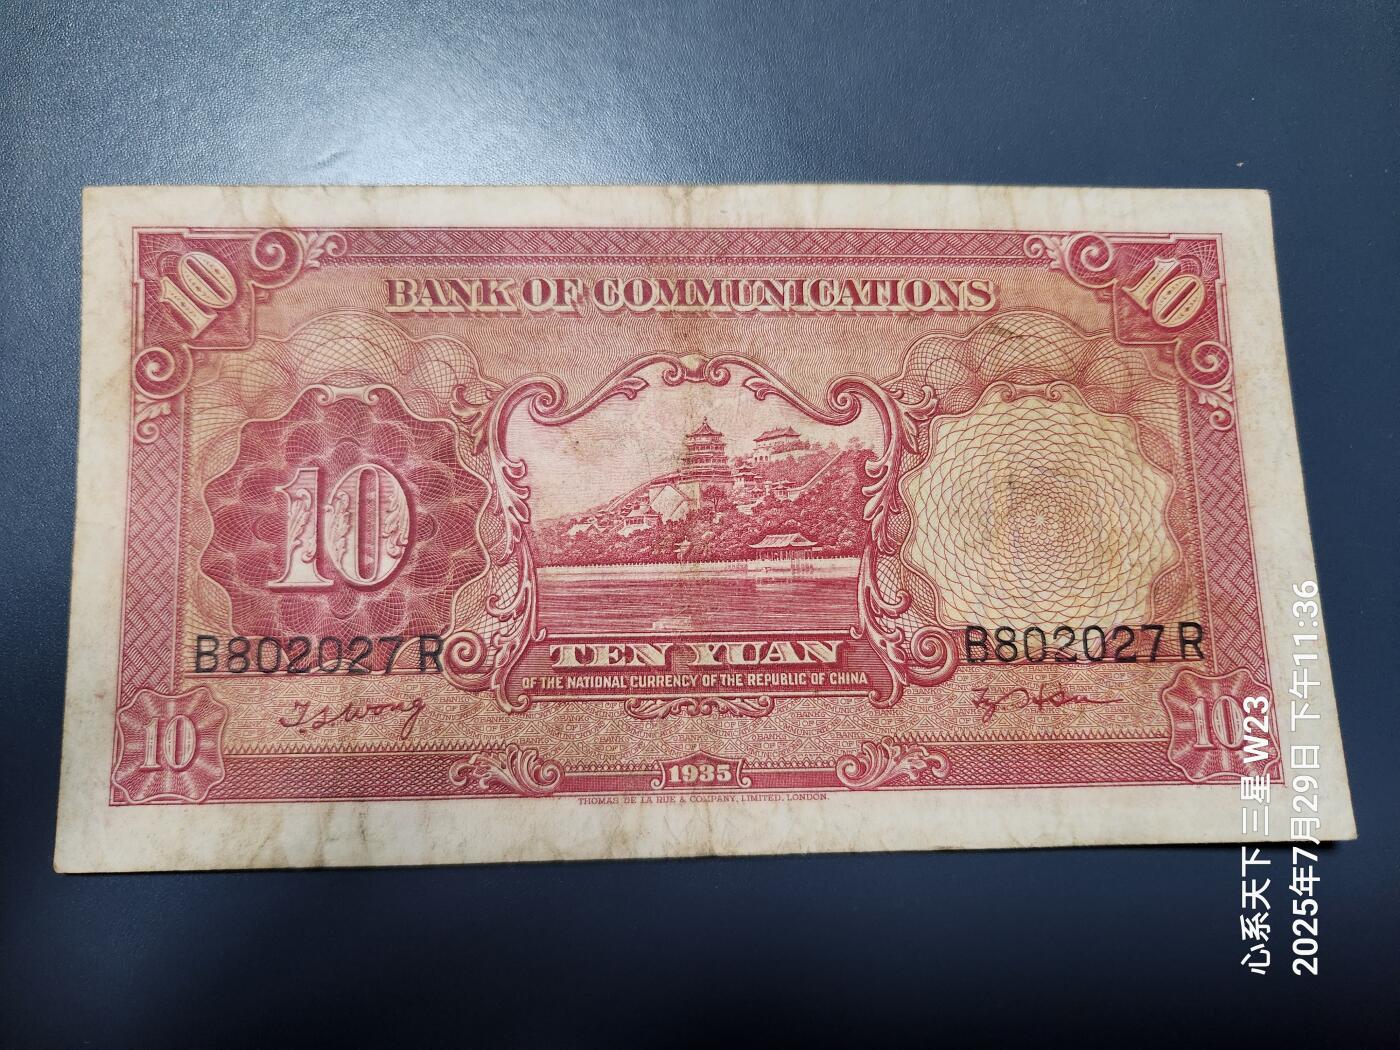 10
10
BANK OF COMMUNICATIONS
10
B802027R
B802027R
TEN YUAN
OF THE NATIONAL CURRENCY OF THE REPUBLIC OF CHINA
10
10
1935
THOMAS DE LA RUE & COMPANY, LIMITED, LONDON.
心系天下 三星 W23
2025年7月29日 下午11:36